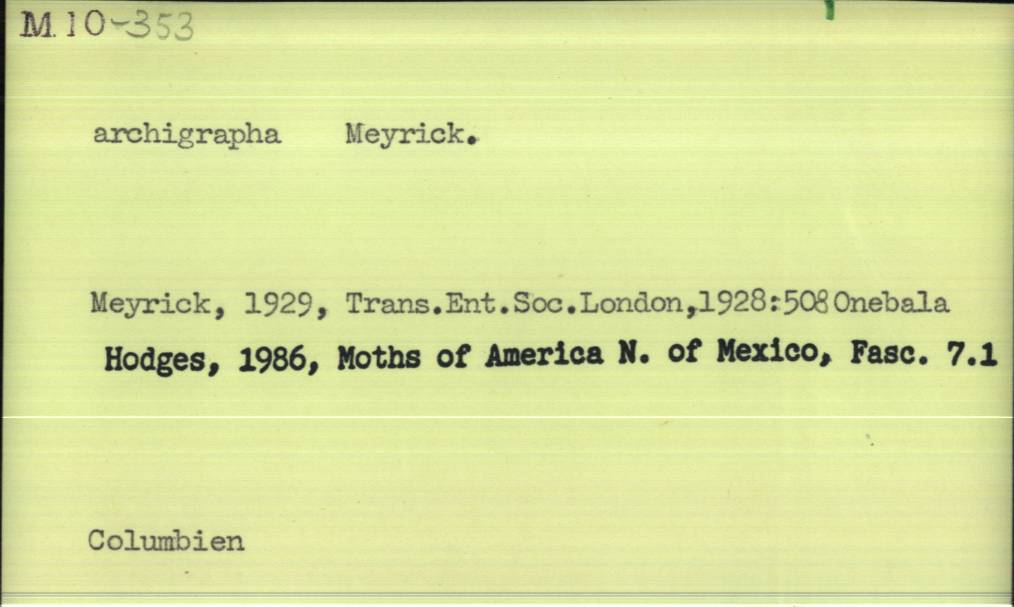 M 10-353
archigrapha Meyrick.
Meyrick, 1929, Trans.Ent.Soc.London,1928:508 Onebala
Hodges, 1986, Moths of America N. of Mexico, Fasc. 7.1
Columbien